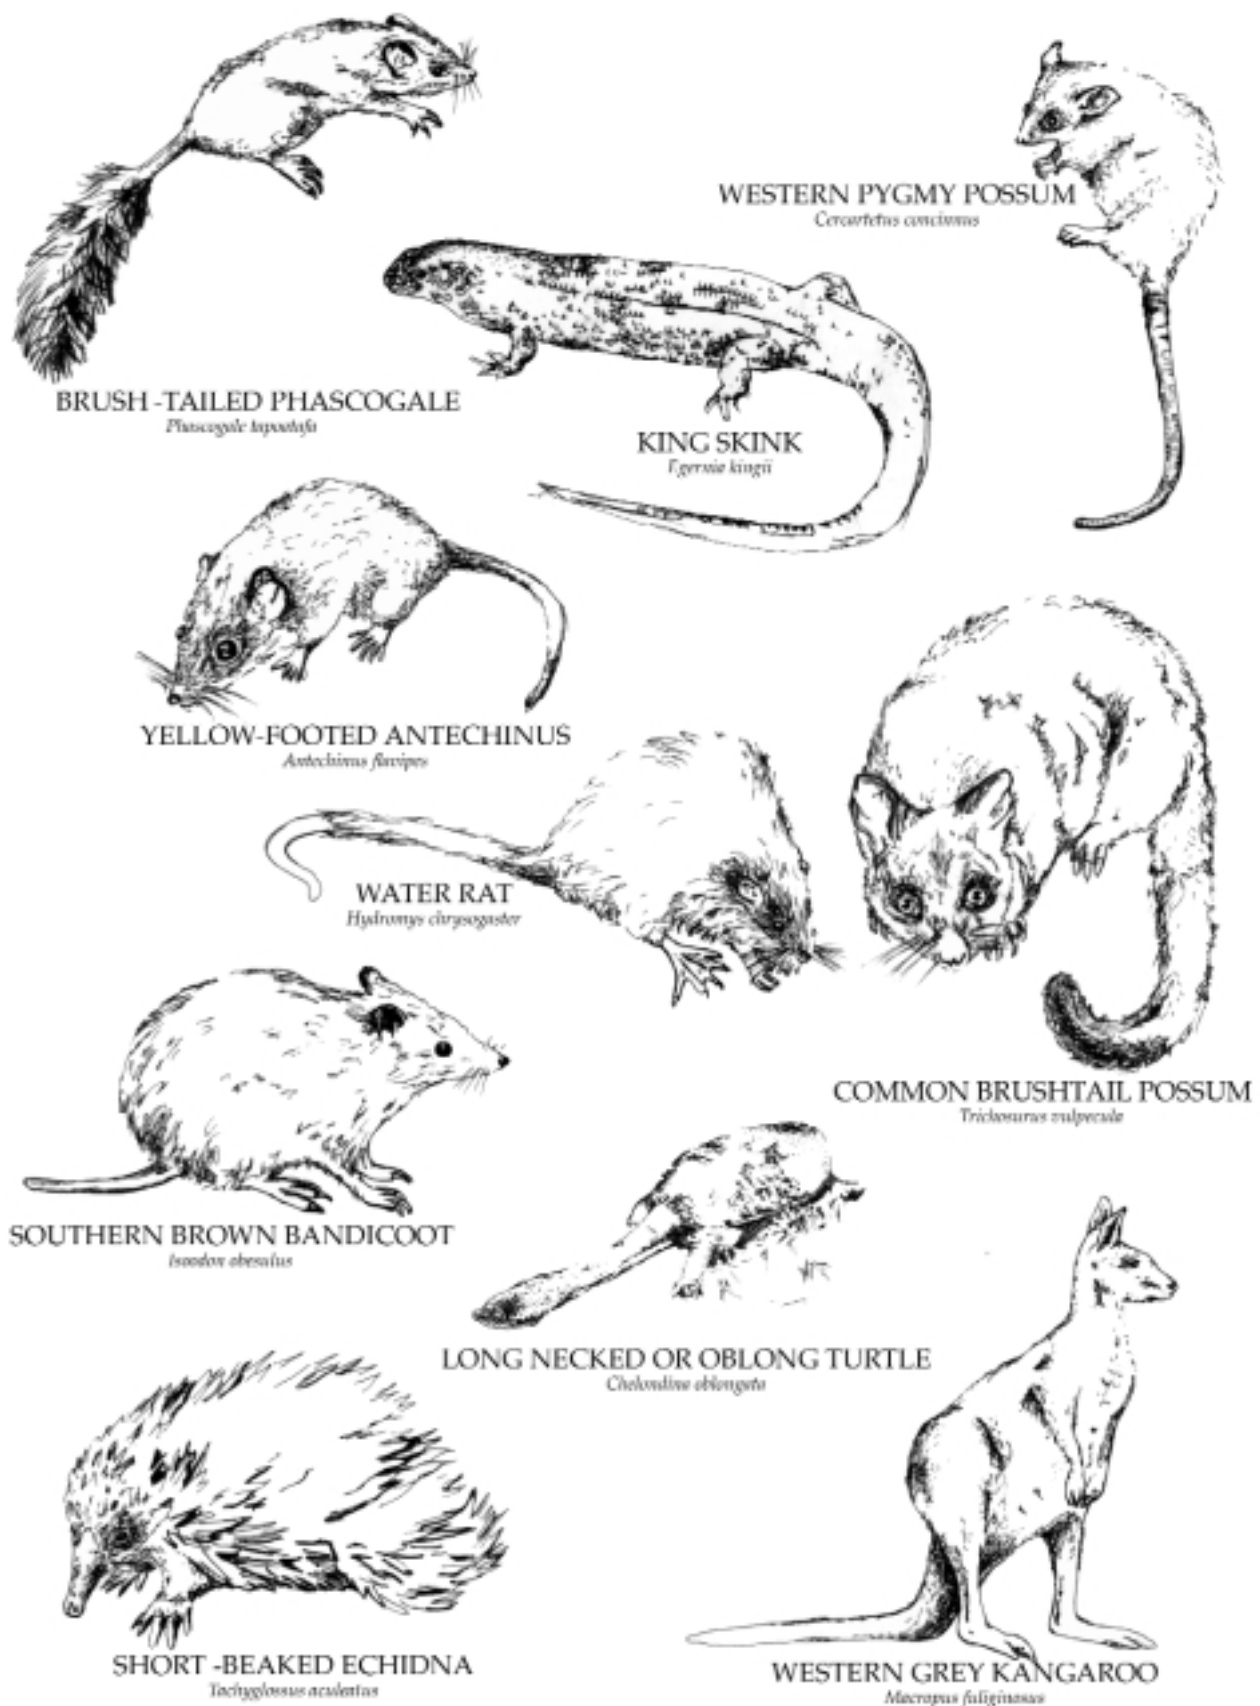 WESTERN PYGMY POSSUM
Cercartetus concinnus
BRUSH -TAILED PHASCOGALE
Phascogale tapoatafa
KING SKINK
Egernia kingii
YELLOW-FOOTED ANTECHINUS
Antechinus flavipes
WATER RAT
Hydromys chrysogaster
COMMON BRUSHTAIL POSSUM
Trichosurus vulpecula
SOUTHERN BROWN BANDICOOT
Isoodon obesulus
LONG NECKED OR OBLONG TURTLE
Chelondina oblongata
SHORT -BEAKED ECHIDNA
Tachyglossus aculeatus
WESTERN GREY KANGAROO
Macropus fuliginosus